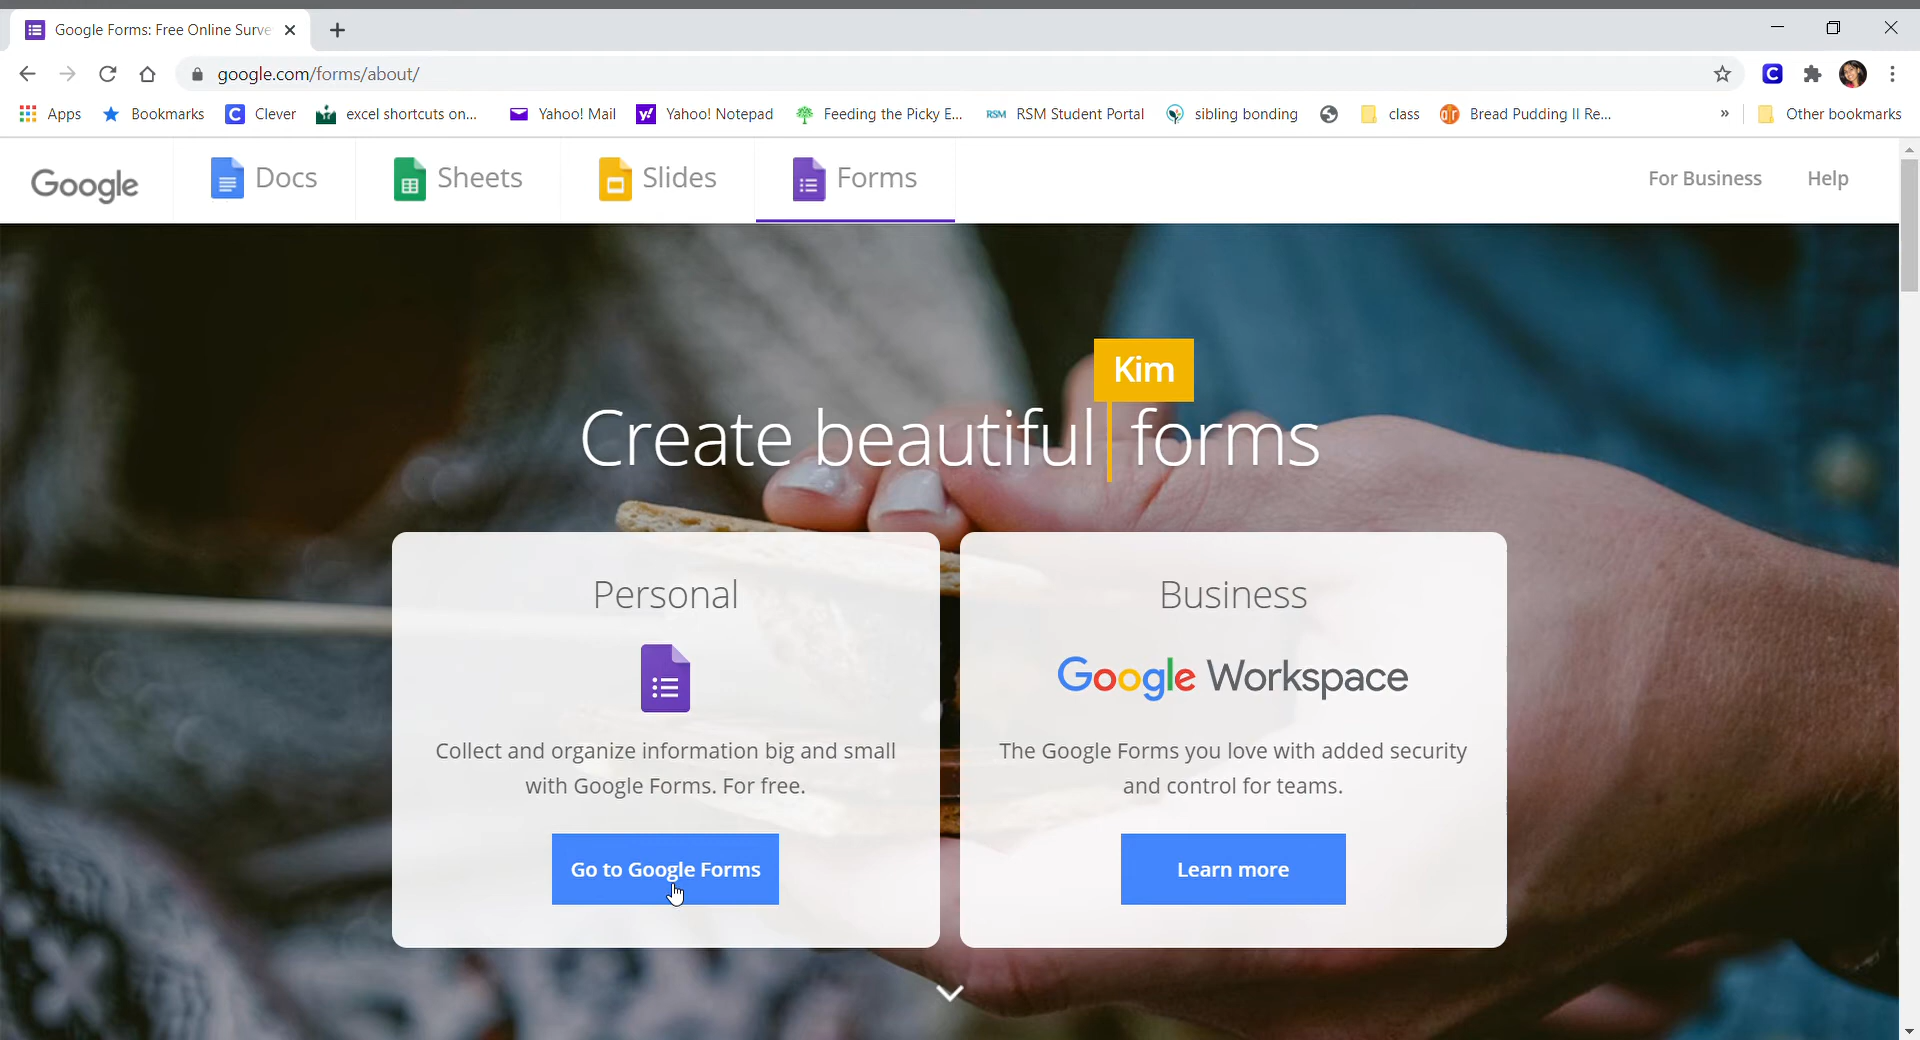 Google Forms: Free Online Surve
google.com/forms/about/
Apps Bookmarks Clever excel shortcuts on... Yahoo! Mail Yahoo! Notepad Feeding the Picky E... RSM RSM Student Portal sibling bonding class Bread Pudding II Re... » Other bookmarks
Google Docs Sheets Slides Forms For Business Help
Kim
Create beautiful forms
Personal
Collect and organize information big and small
with Google Forms. For free.
Go to Google Forms
Business
Google Workspace
The Google Forms you love with added security
and control for teams.
Learn more